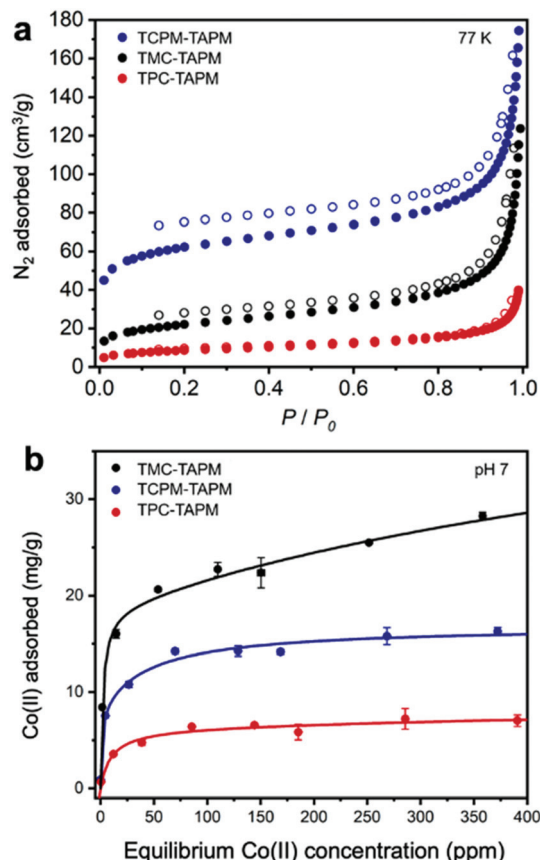 a
180
160
140
120
100
80
60
40
20
0
N₂ adsorbed (cm³/g)
TCPM-TAPM
TMC-TAPM
TPC-TAPM
77 K
0.0 0.2 0.4 0.6 0.8 1.0
P / P₀
b
30
20
10
0
Co(II) adsorbed (mg/g)
TMC-TAPM
TCPM-TAPM
TPC-TAPM
pH 7
0 50 100 150 200 250 300 350 400
Equilibrium Co(II) concentration (ppm)